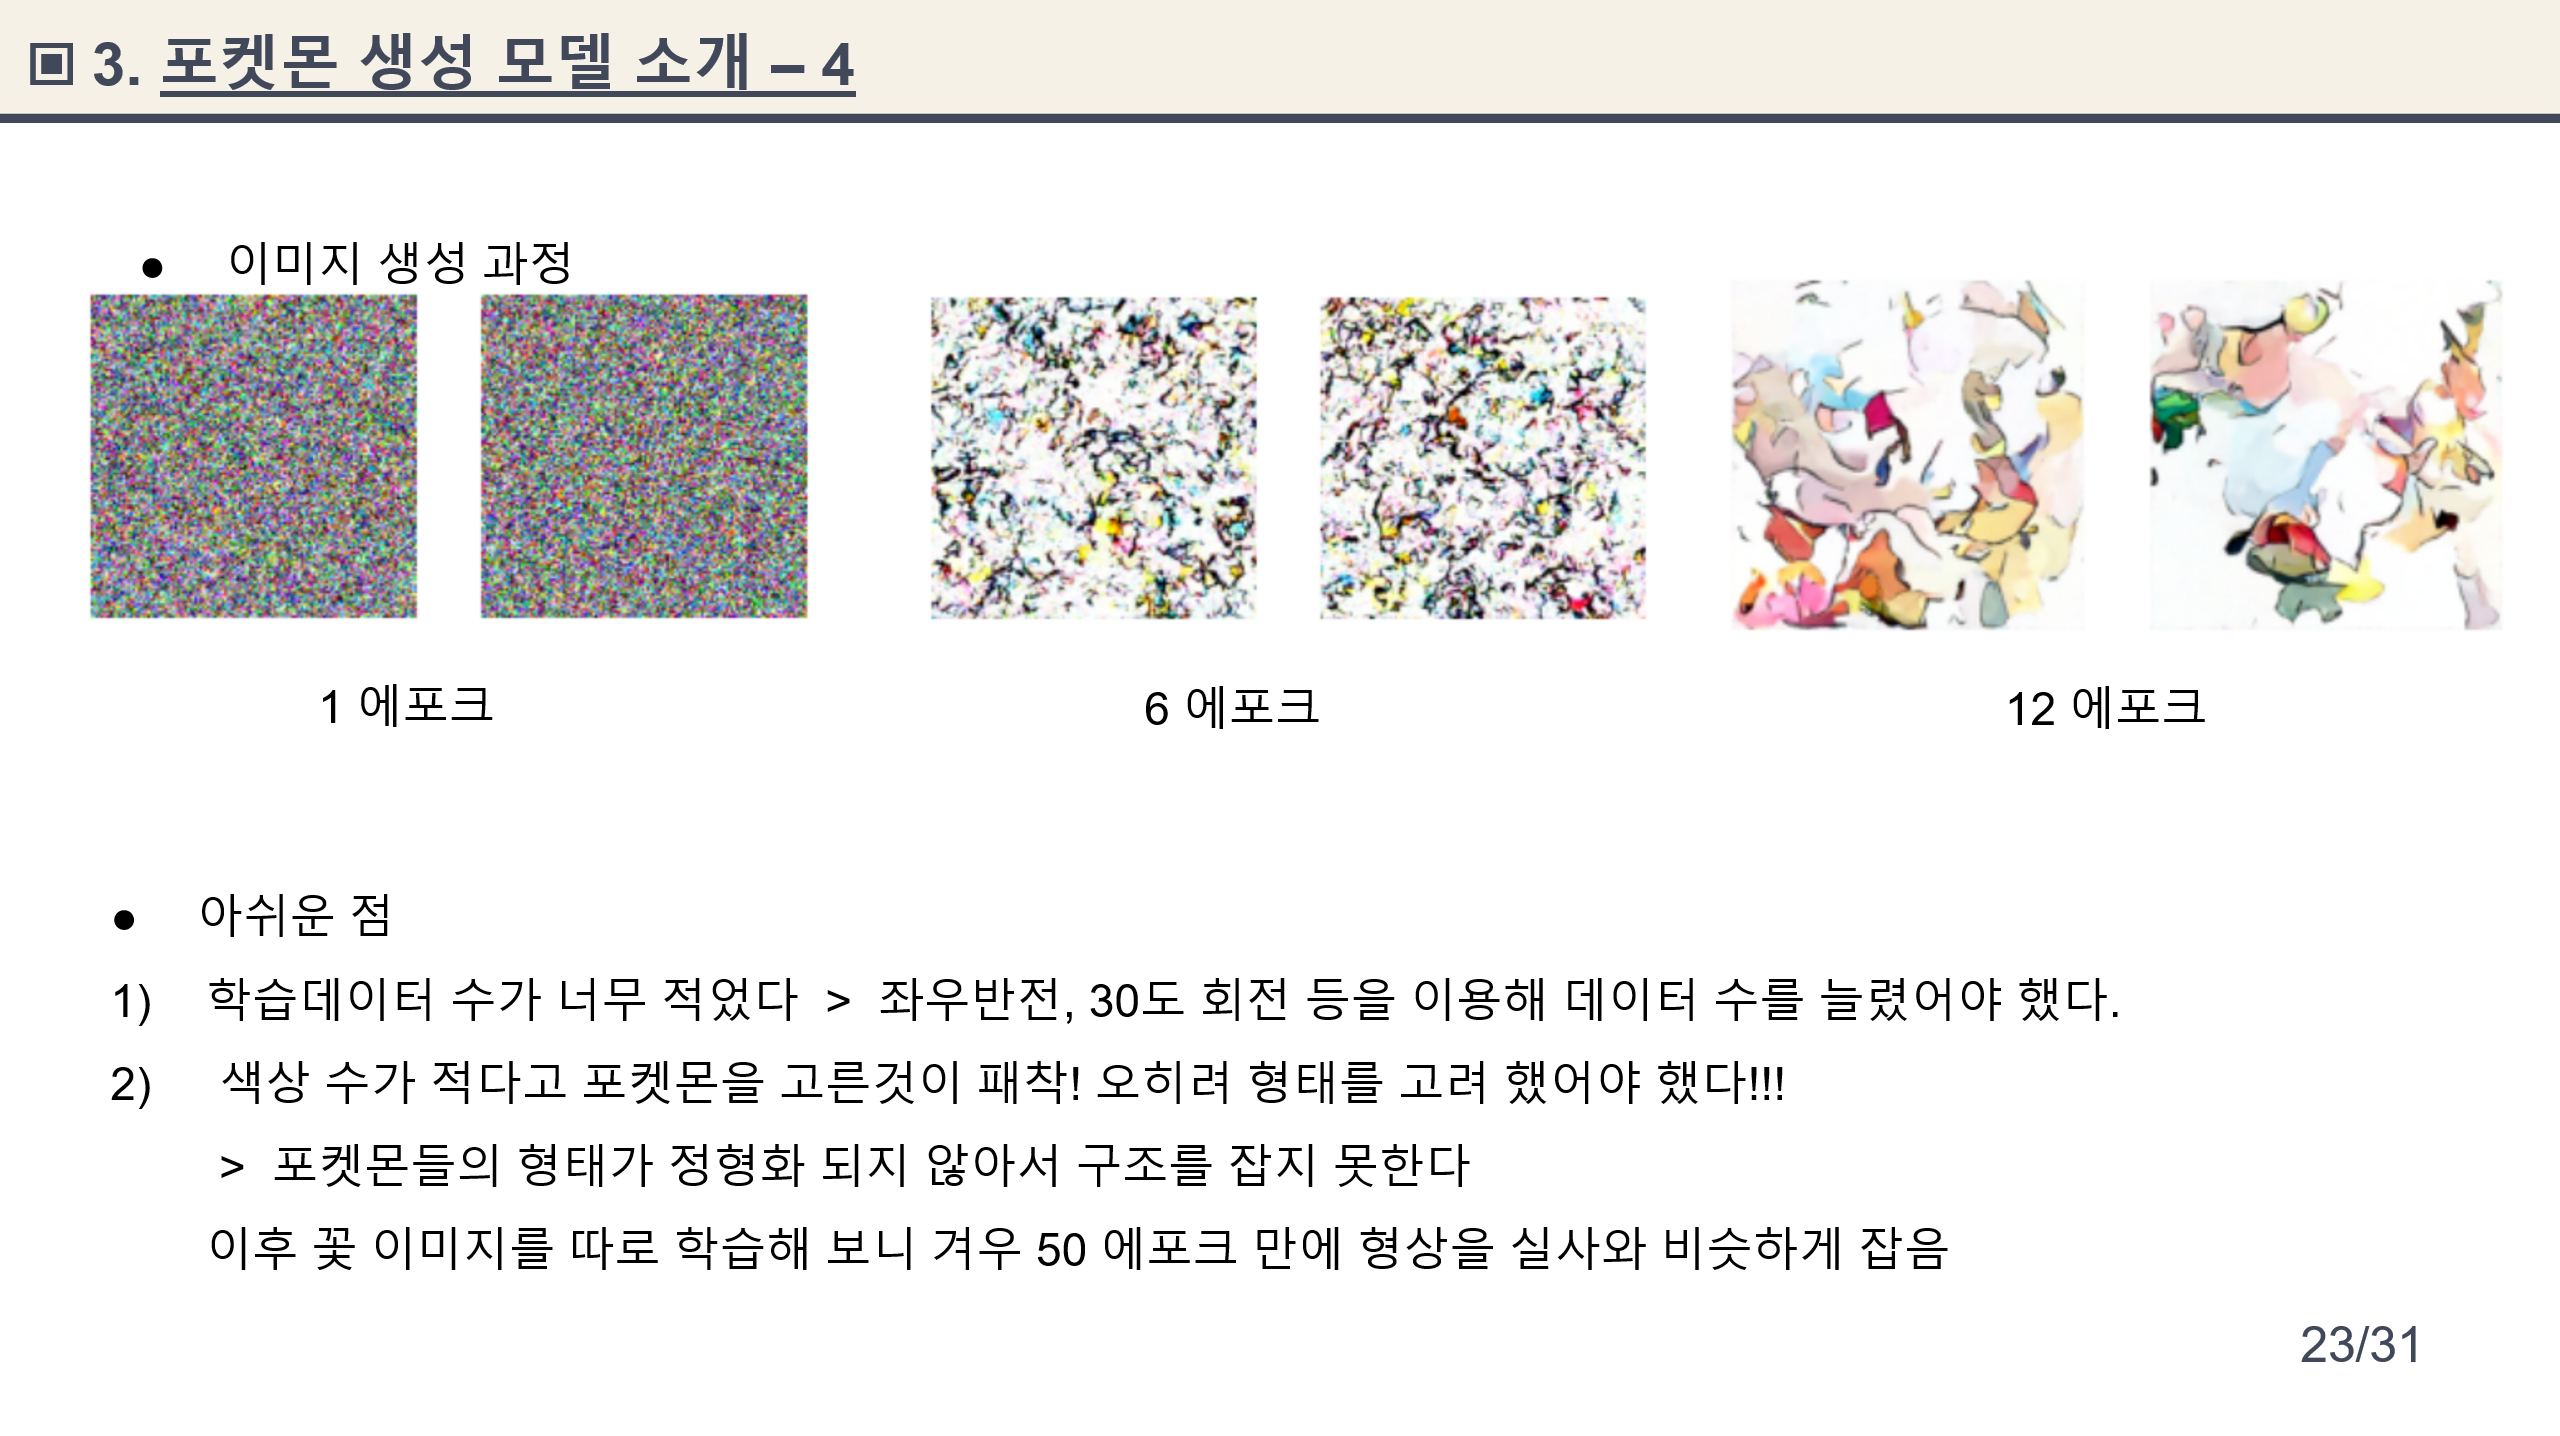 ▣ 3. 포켓몬 생성 모델 소개 – 4
● 이미지 생성 과정
1 에포크
6 에포크
12 에포크
● 아쉬운 점
1) 학습데이터 수가 너무 적었다 > 좌우반전, 30도 회전 등을 이용해 데이터 수를 늘렸어야 했다.
2) 색상 수가 적다고 포켓몬을 고른것이 패착! 오히려 형태를 고려 했어야 했다!!!
> 포켓몬들의 형태가 정형화 되지 않아서 구조를 잡지 못한다
이후 꽃 이미지를 따로 학습해 보니 겨우 50 에포크 만에 형상을 실사와 비슷하게 잡음
23/31